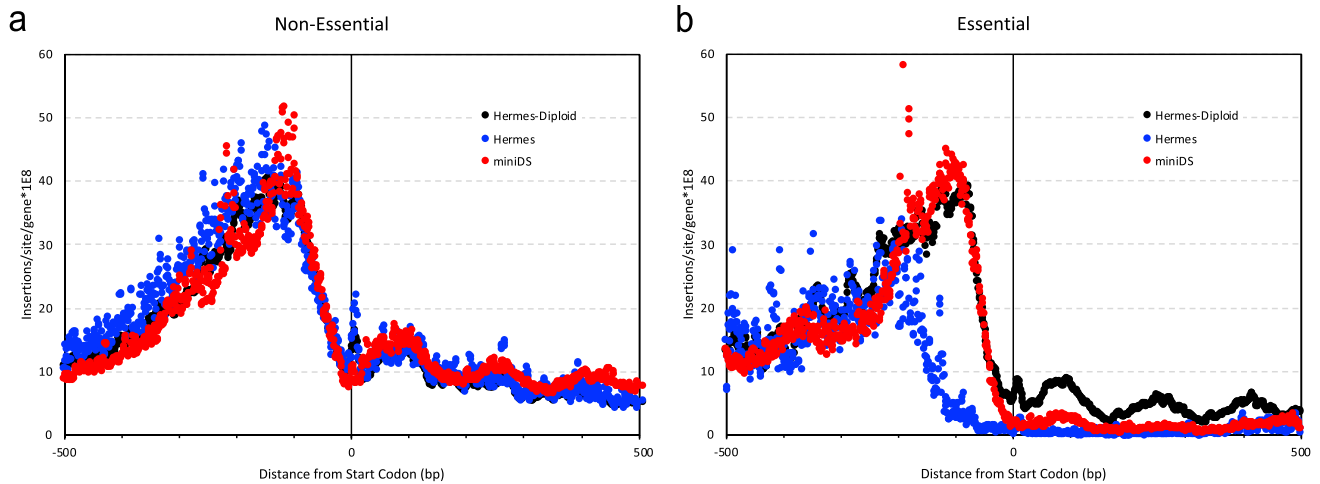 a
Non-Essential
60
50
40
30
20
10
0
-500
0
500
Insertions/site/gene*1E8
Distance from Start Codon (bp)
Hermes-Diploid
Hermes
miniDS
b
Essential
60
50
40
30
20
10
0
-500
0
500
Insertions/site/gene*1E8
Distance from Start Codon (bp)
Hermes-Diploid
Hermes
miniDS